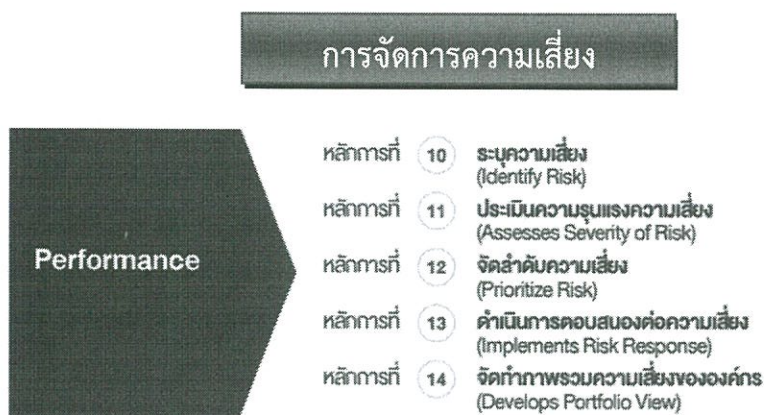 การจัดการความเสี่ยง
Performance
หลักการที่ 10 ระบุความเสี่ยง
(Identify Risk)
หลักการที่ 11 ประเมินความรุนแรงความเสี่ยง
(Assesses Severity of Risk)
หลักการที่ 12 จัดลำดับความเสี่ยง
(Prioritize Risk)
หลักการที่ 13 ดำเนินการตอบสนองต่อความเสี่ยง
(Implements Risk Response)
หลักการที่ 14 จัดทำภาพรวมความเสี่ยงขององค์กร
(Develops Portfolio View)